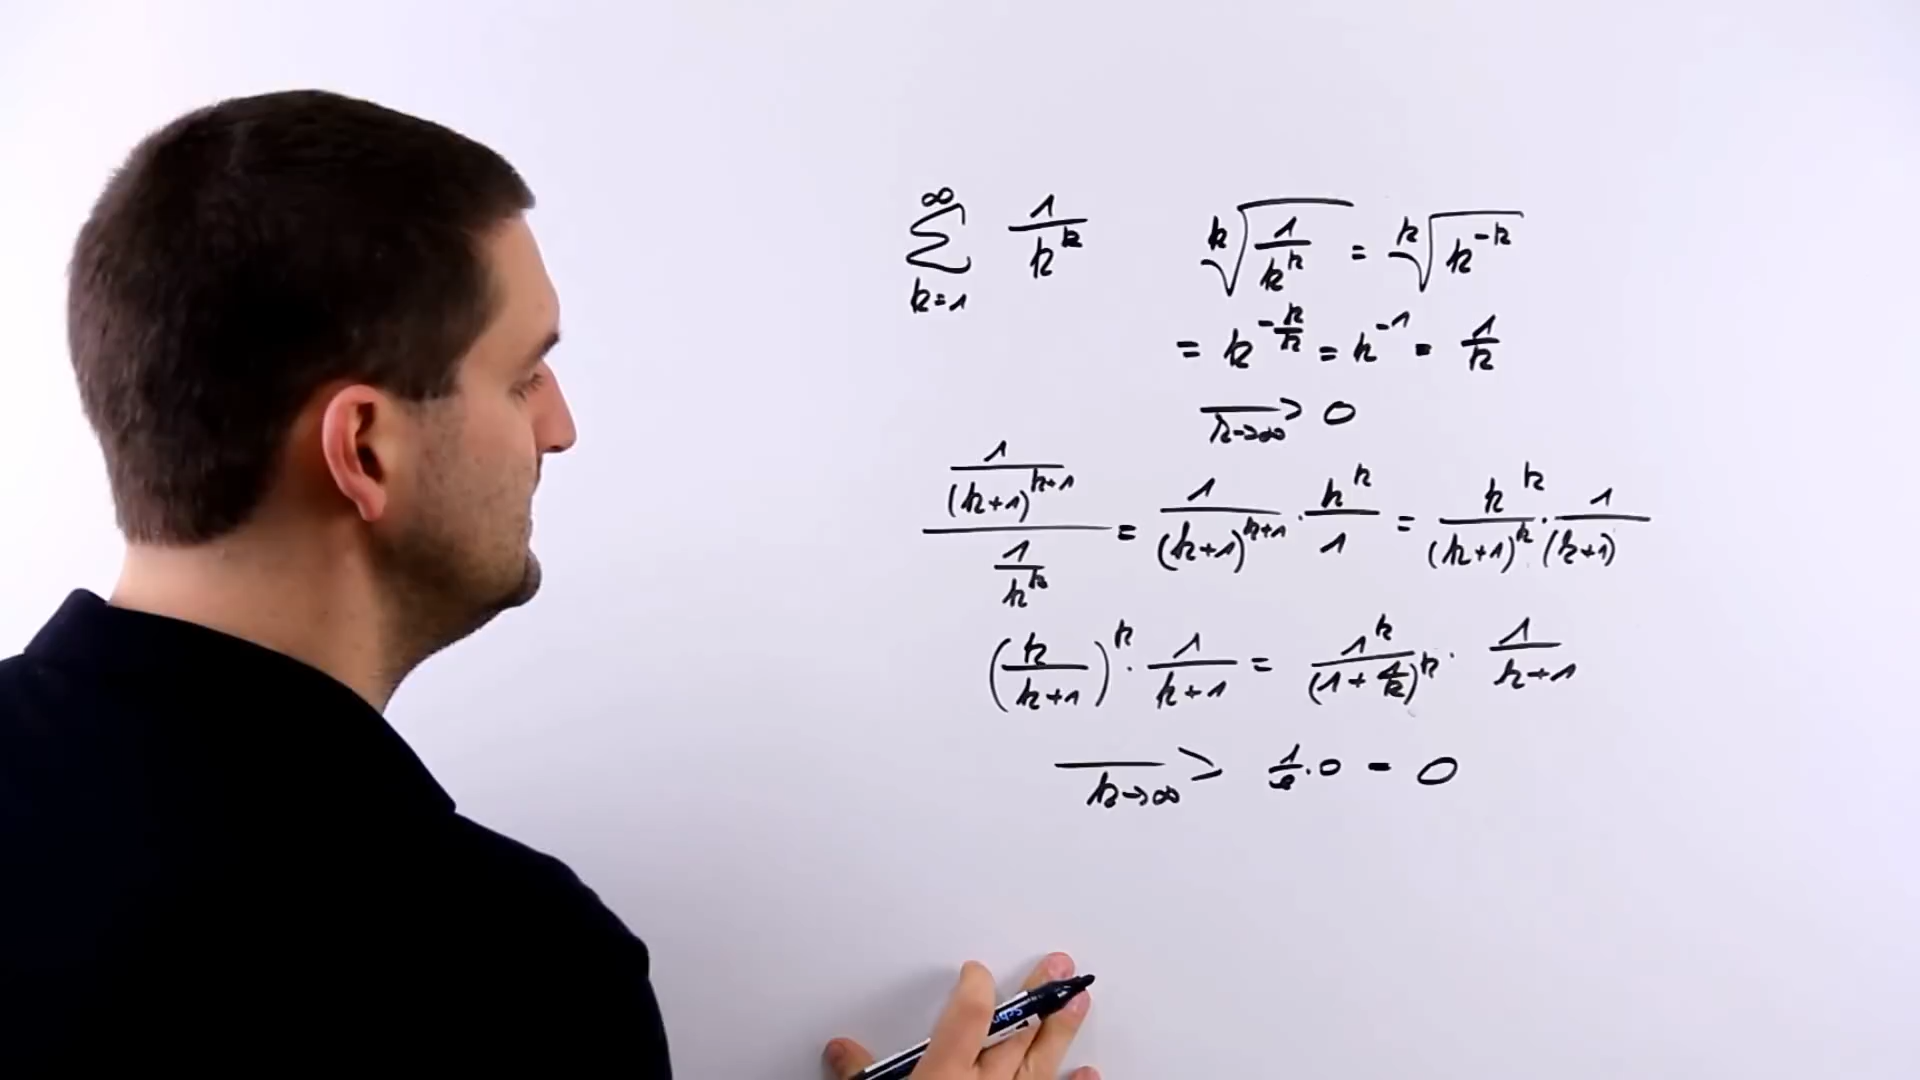 ∞
∑ 1/k^k   ᵏ√(1/k^k) = ᵏ√(k^-k)
k=1
= k^(-k/k) = k^-1 = 1/k
→ 0
k→∞
(1/(k+1)^(k+1))/(1/k^k) = 1/(k+1)^(k+1) · k^k/1 = k^k/(k+1)^k · 1/(k+1)
(k/(k+1))^k · 1/(k+1) = 1^k/(1+1/k)^k · 1/(k+1)
→ 1/e · 0 = 0
k→∞